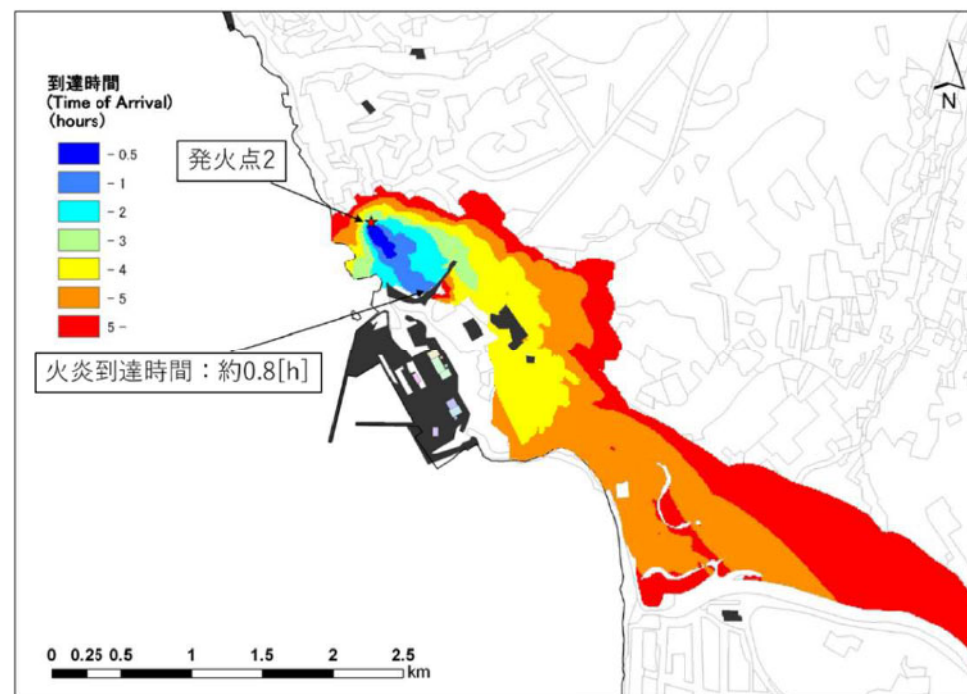 到達時間
(Time of Arrival)
(hours)
- 0.5
- 1
- 2
- 3
- 4
- 5
5 -
発火点2
火炎到達時間：約0.8[h]
N
0 0.25 0.5 1 1.5 2 2.5
km